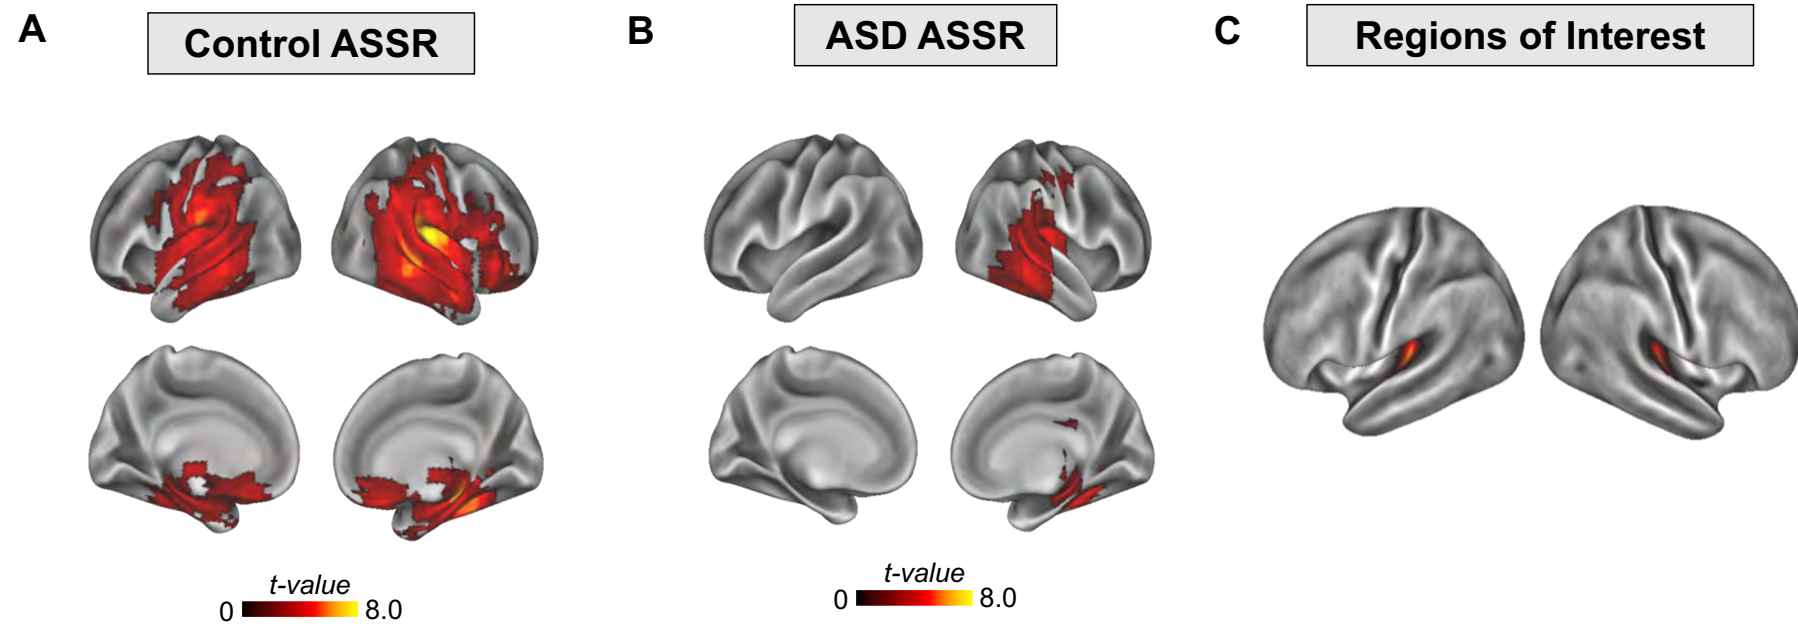 A
Control ASSR
B
ASD ASSR
C
Regions of Interest
t-value
0 8.0
t-value
0 8.0